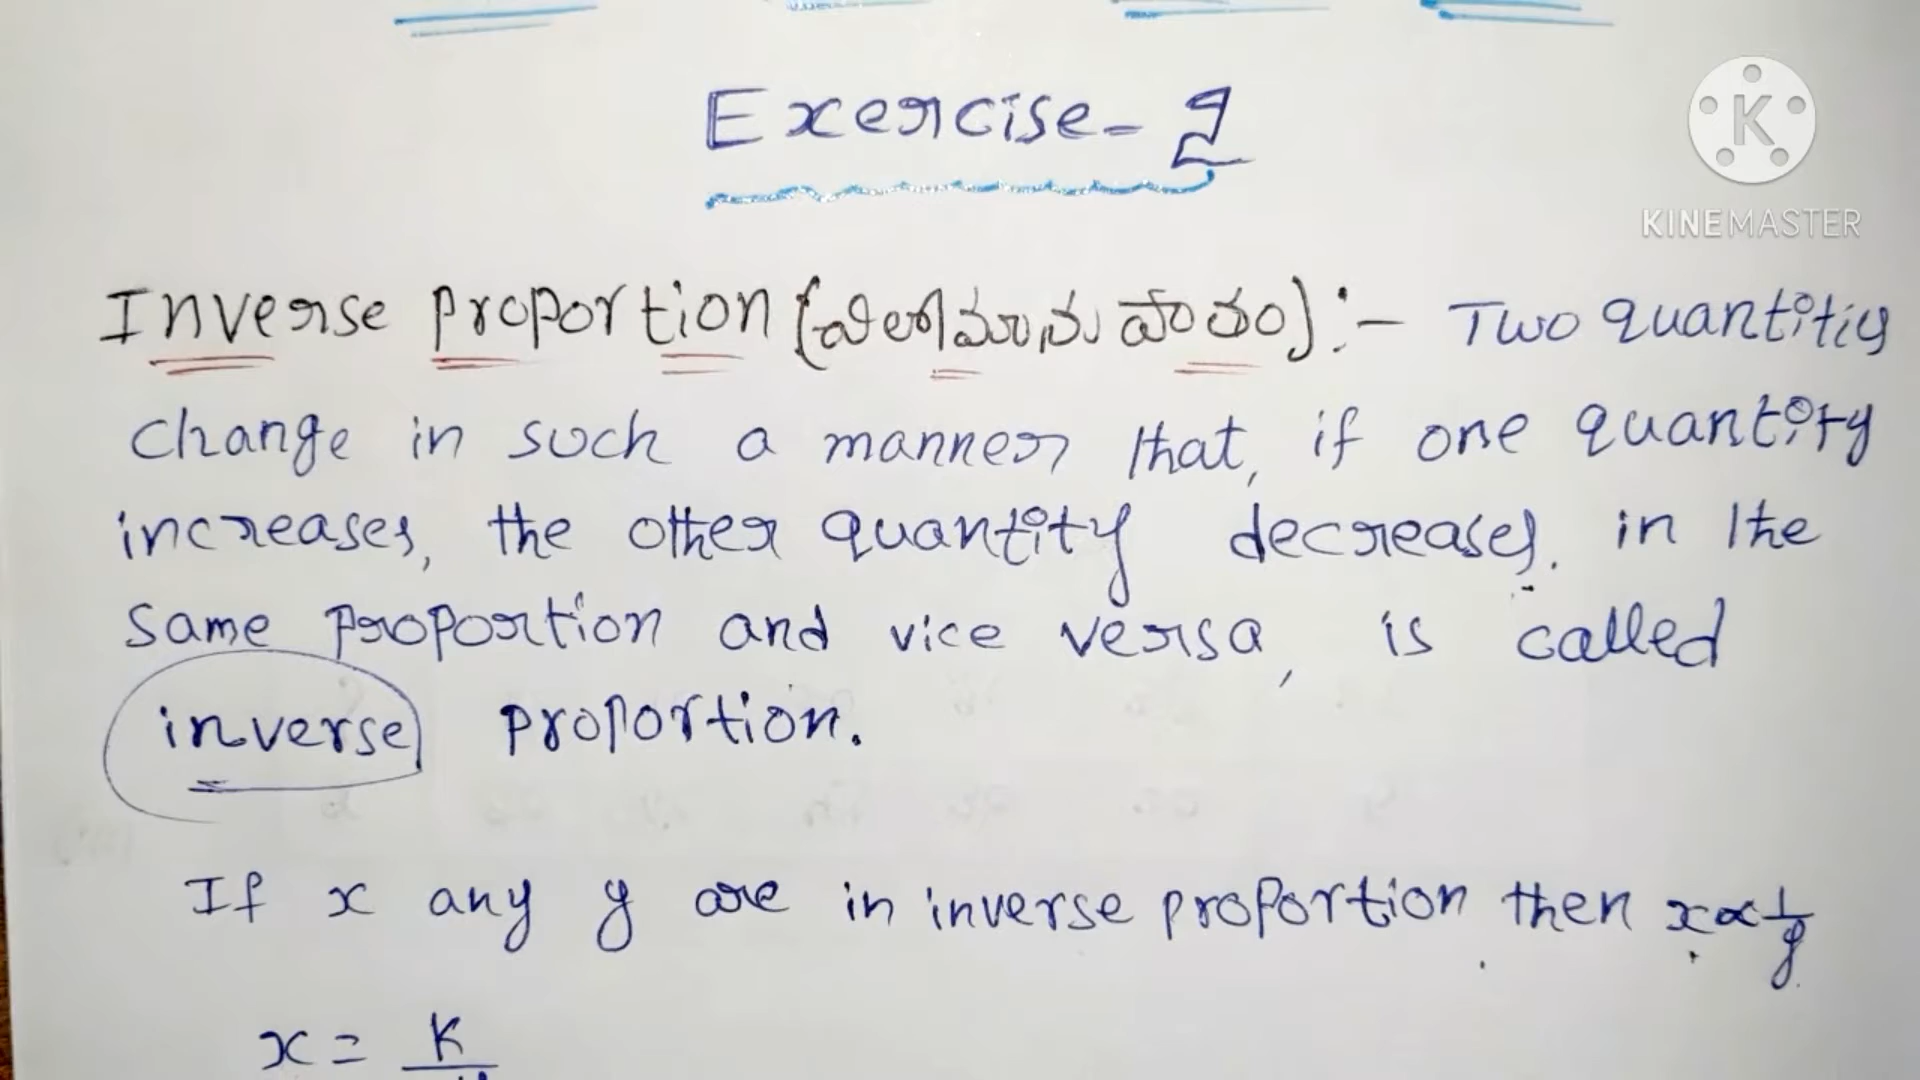 Exercise-2
K
KINEMASTER
Inverse proportion (విలోమానుపాతం):- Two quantities
change in such a manner that, if one quantity
increases, the other quantity decreases. in the
same proportion and vice versa, is called
inverse proportion.
If x any y are in inverse proportion then x∝1/y
x = K/y